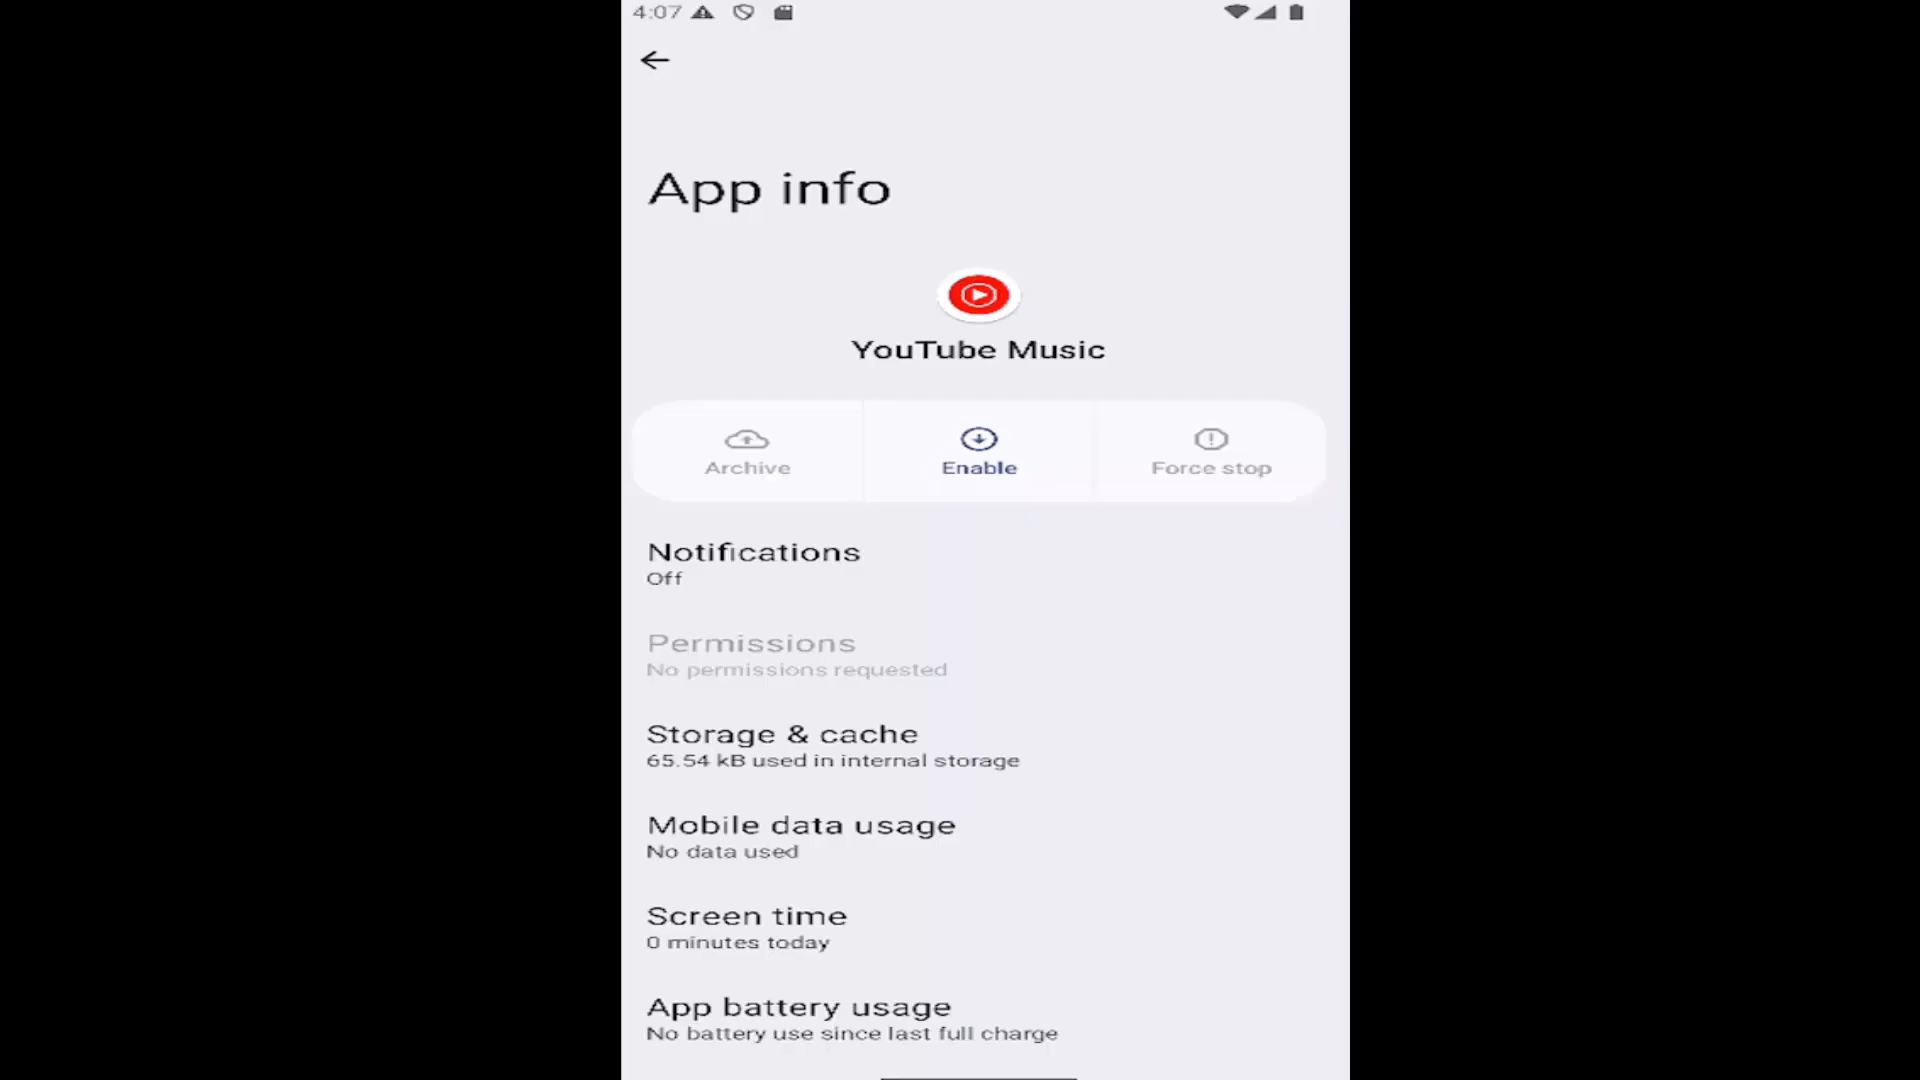 4:07
App info
YouTube Music
Archive
Enable
Force stop
Notifications
Off
Permissions
No permissions requested
Storage & cache
65.54 kB used in internal storage
Mobile data usage
No data used
Screen time
0 minutes today
App battery usage
No battery use since last full charge